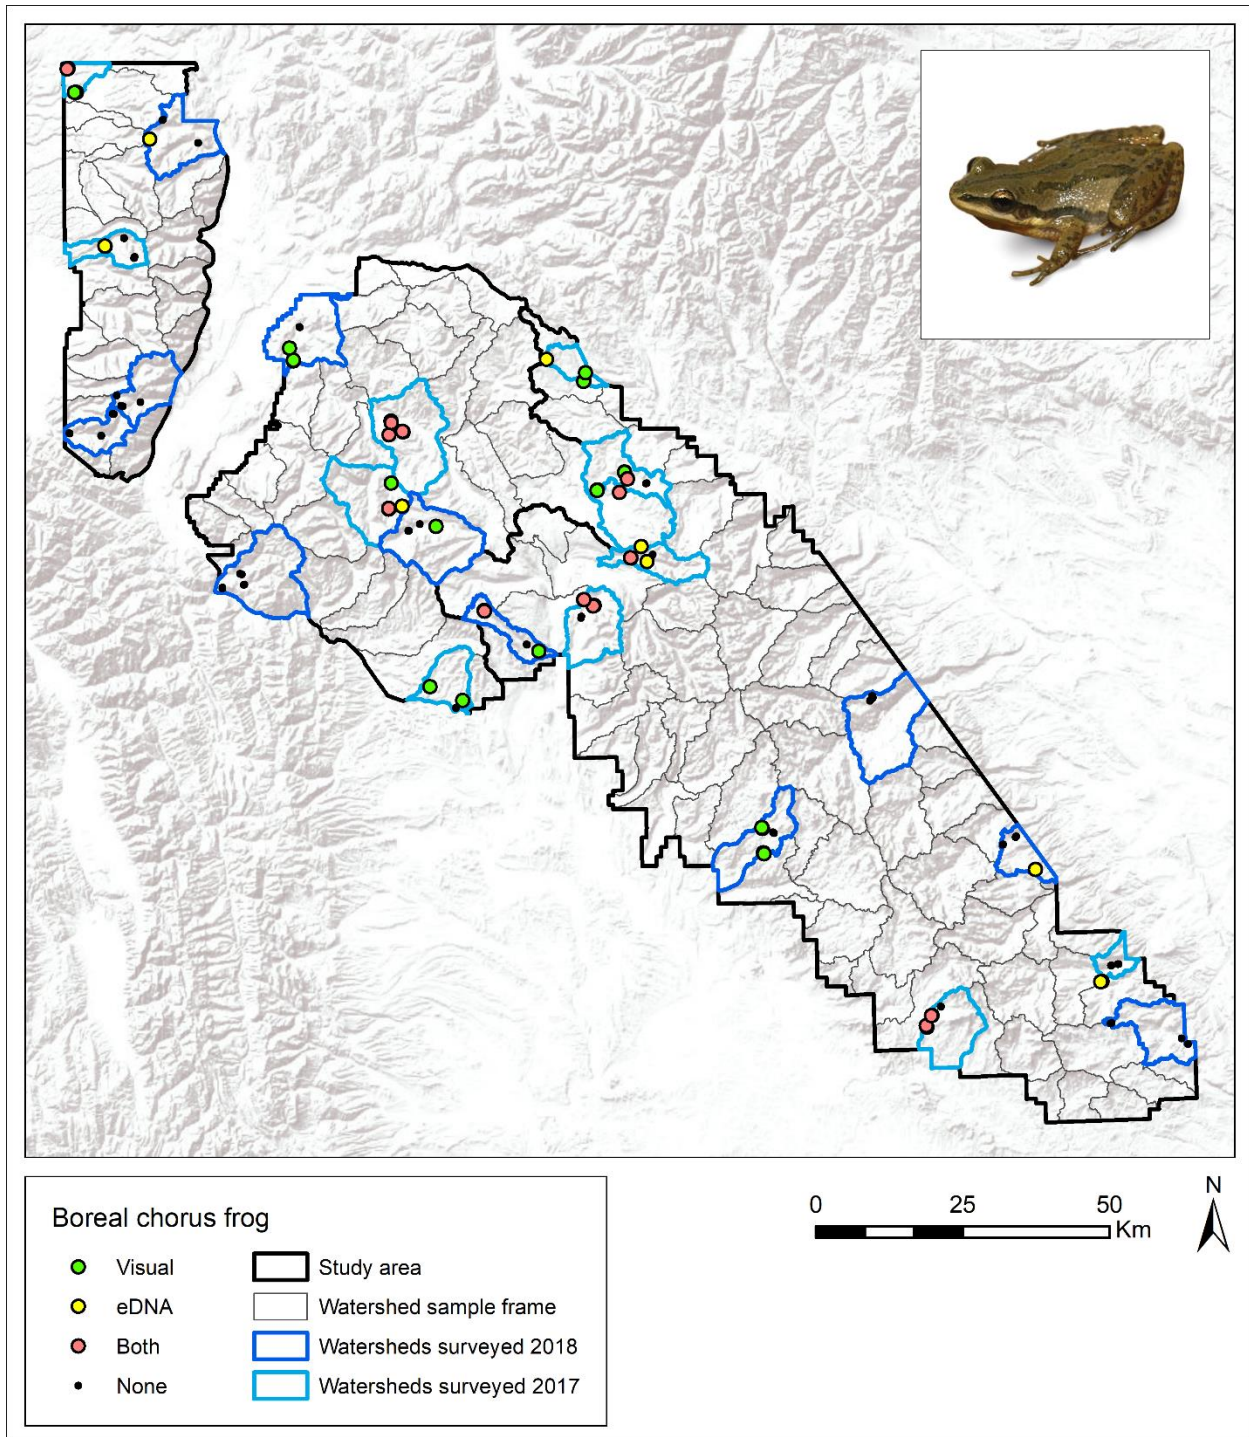 Boreal chorus frog
Visual
eDNA
Both
None
Study area
Watershed sample frame
Watersheds surveyed 2018
Watersheds surveyed 2017
0 25 50
Km
N